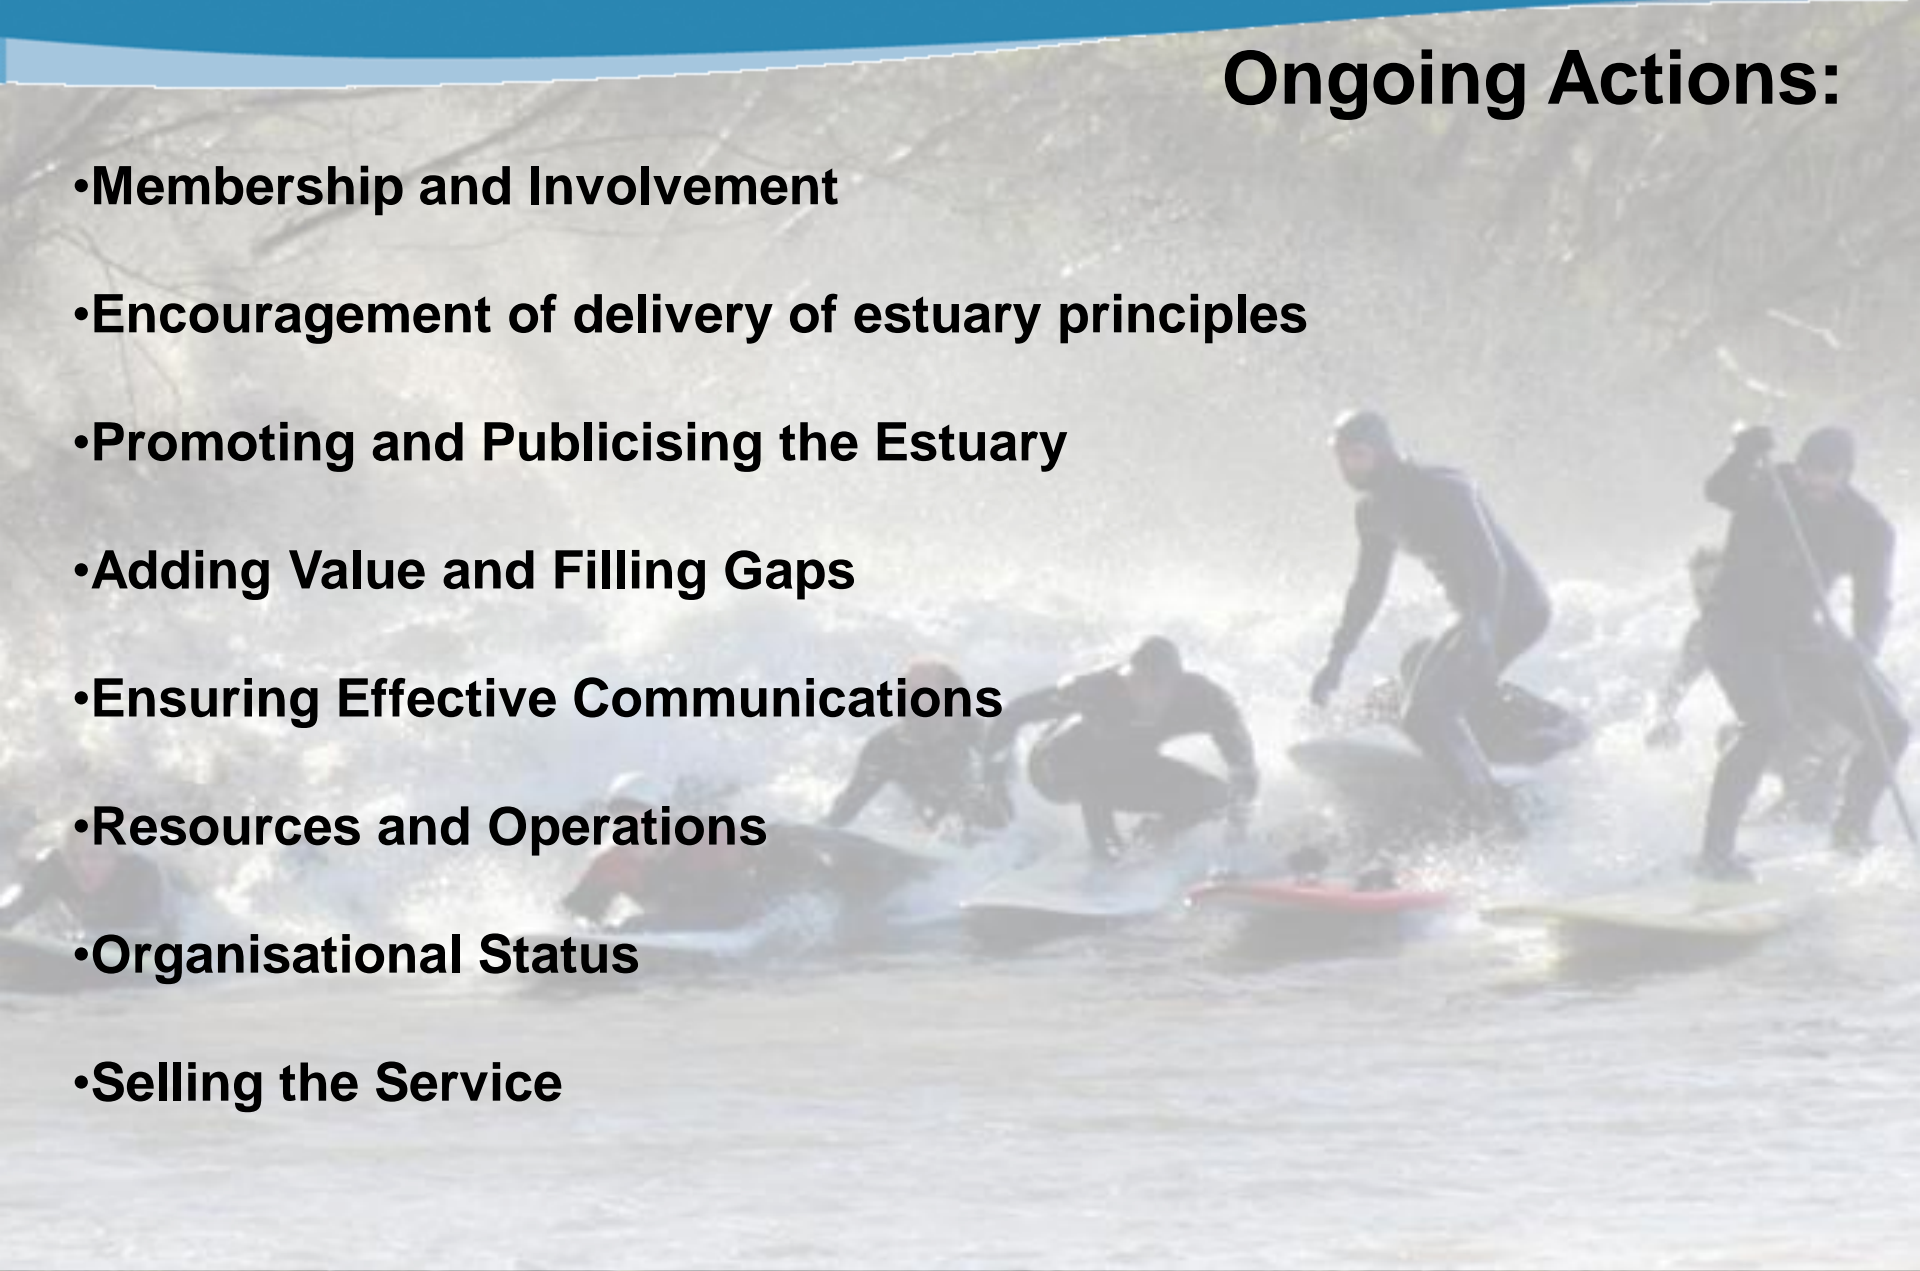 Ongoing Actions:
•Membership and Involvement
•Encouragement of delivery of estuary principles
•Promoting and Publicising the Estuary
•Adding Value and Filling Gaps
•Ensuring Effective Communications
•Resources and Operations
•Organisational Status
•Selling the Service